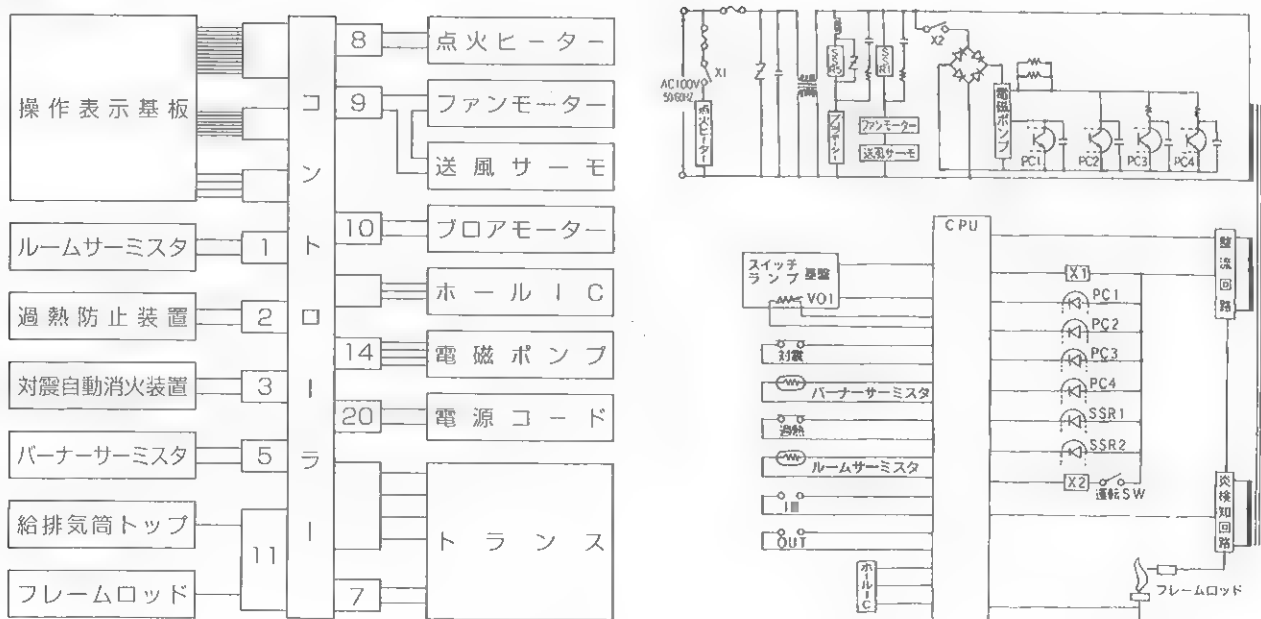 操作表示基板
ルームサーミスタ
過熱防止装置
対震自動消火装置
バーナーサーミスタ
給排気筒トップ
フレームロッド
1
2
3
5
11
コントローラー
8
9
10
14
20
7
点火ヒーター
ファンモーター
送風サーモ
ブロアモーター
ホールIC
電磁ポンプ
電源コード
トランス
AC100V
50/60HZ
X1
点火ヒーター
ファンモーター
送風サーモ
X2
電磁ポンプ
PC1
PC2
PC3
PC4
CPU
スイッチ
ランプ 基盤
VO1
対震
バーナーサーミスタ
過熱
ルームサーミスタ
OUT
ホールIC
X1
PC1
PC2
PC3
PC4
SSR1
SSR2
X2
運転SW
整流回路
炎検知回路
フレームロッド